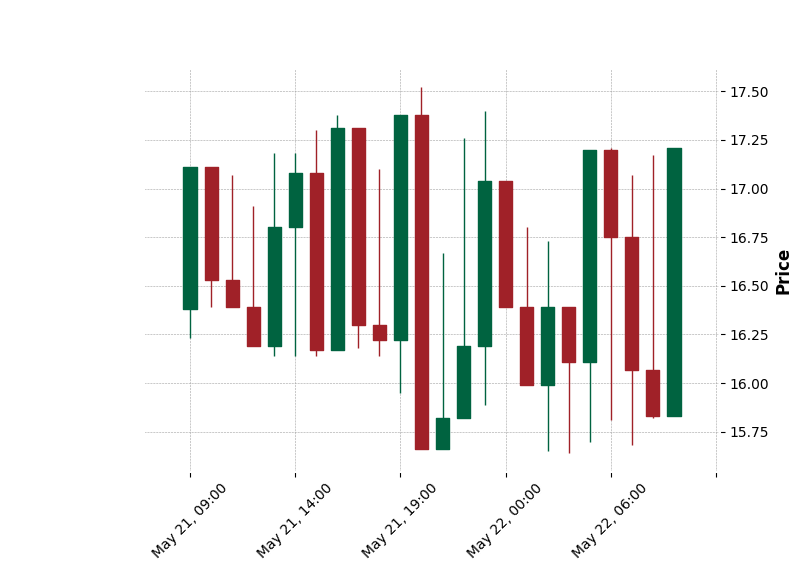 17.50
17.25
17.00
16.75
16.50
16.25
16.00
15.75
Price
May 21, 09:00
May 21, 14:00
May 21, 19:00
May 22, 00:00
May 22, 06:00